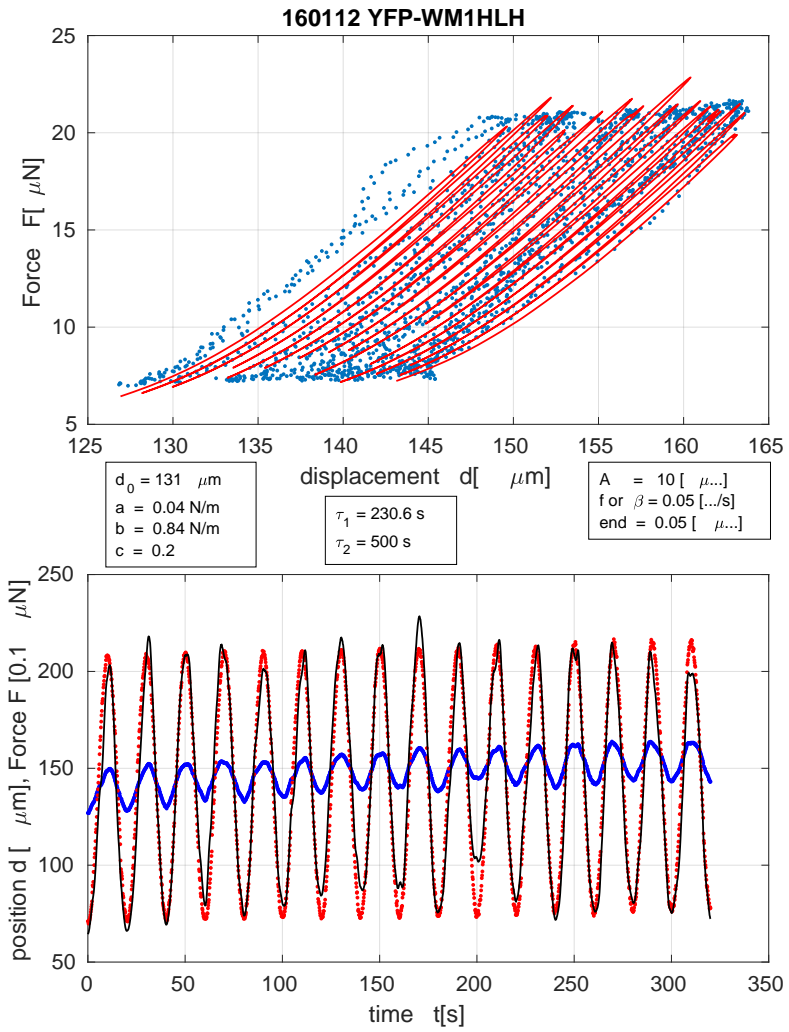 160112 YFP-WM1HLH
Force F[ μN]
25
20
15
10
5
125 130 135 140 145 150 155 160 165
displacement d[ μm]
d0 = 131 μm
a = 0.04 N/m
b = 0.84 N/m
c = 0.2
τ1 = 230.6 s
τ2 = 500 s
A = 10 [ μ...]
f or β = 0.05 [.../s]
end = 0.05 [ μ...]
position d [ μm], Force F [0.1 μN]
250
200
150
100
50
0 50 100 150 200 250 300 350
time t[s]